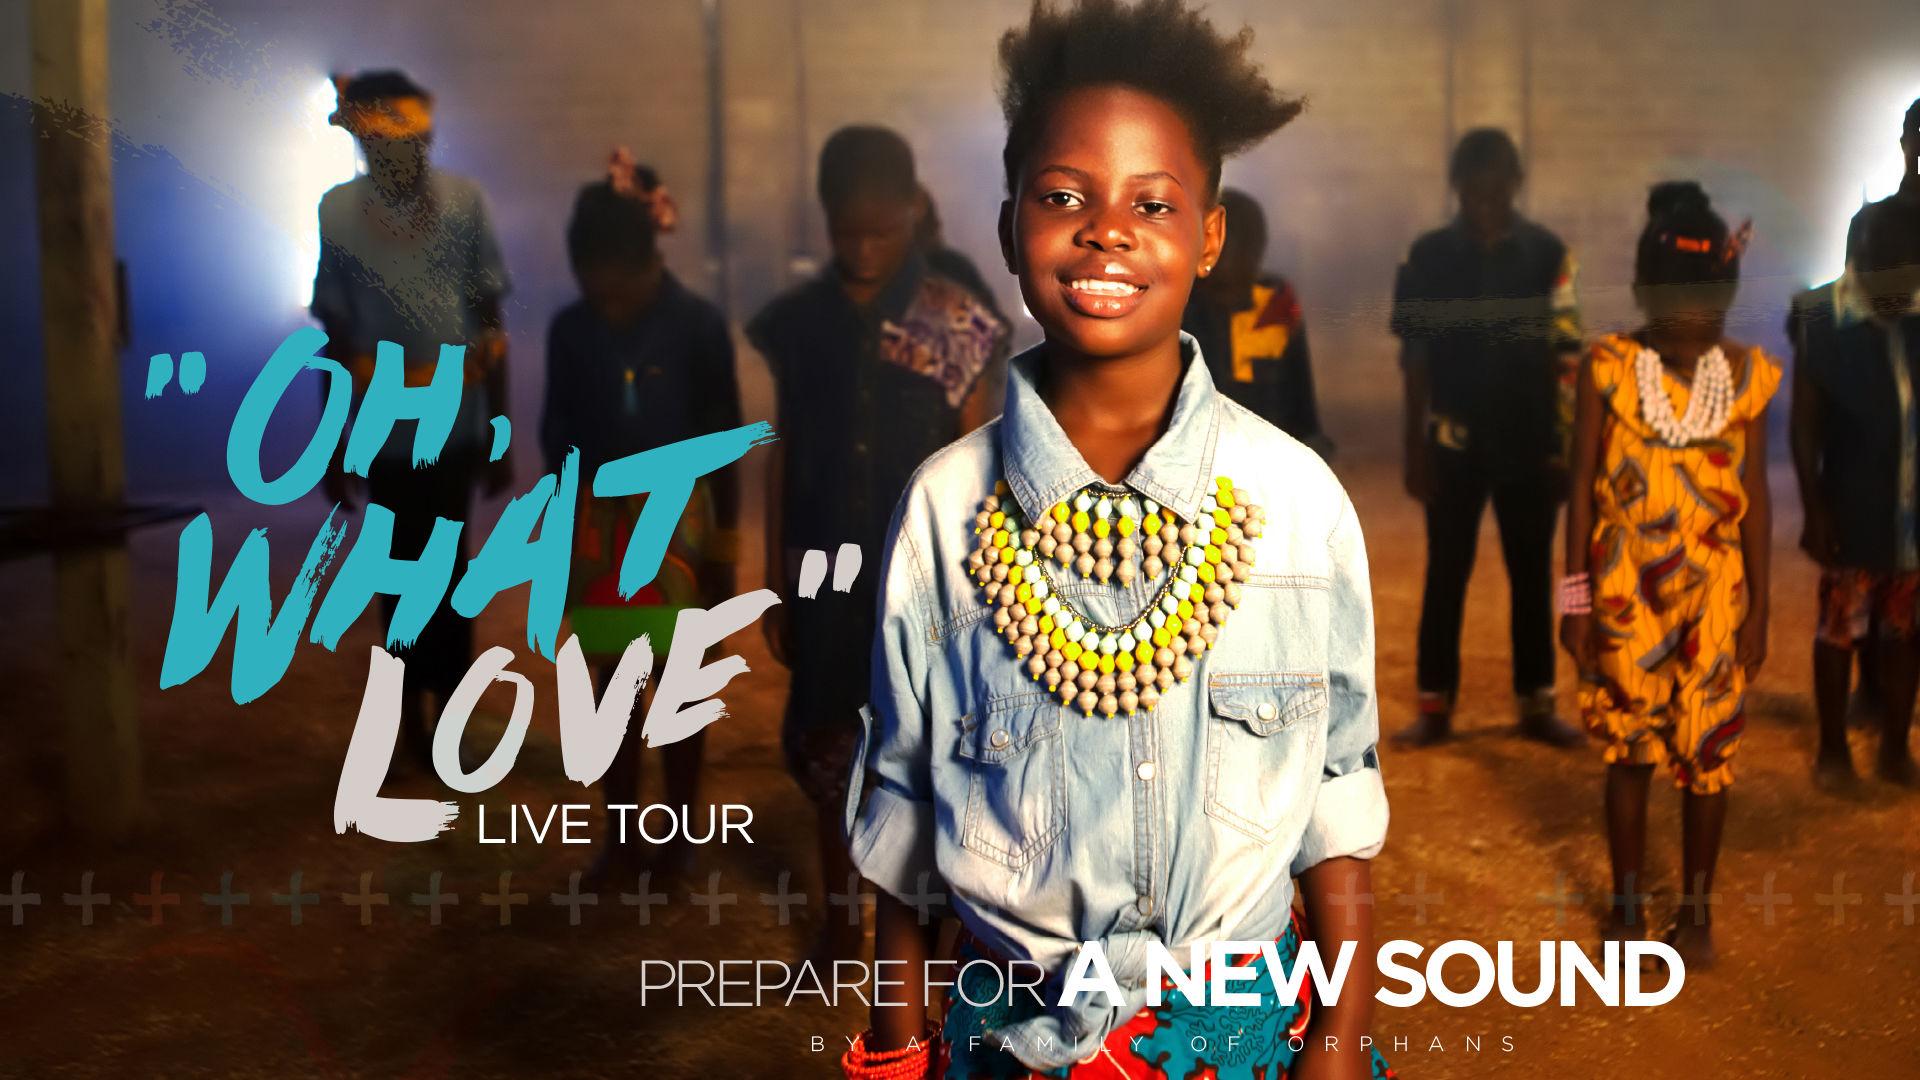 "OH,
WHAT
LOVE"
LIVE TOUR
PREPARE FOR A NEW SOUND
BY A FAMILY OF ORPHANS